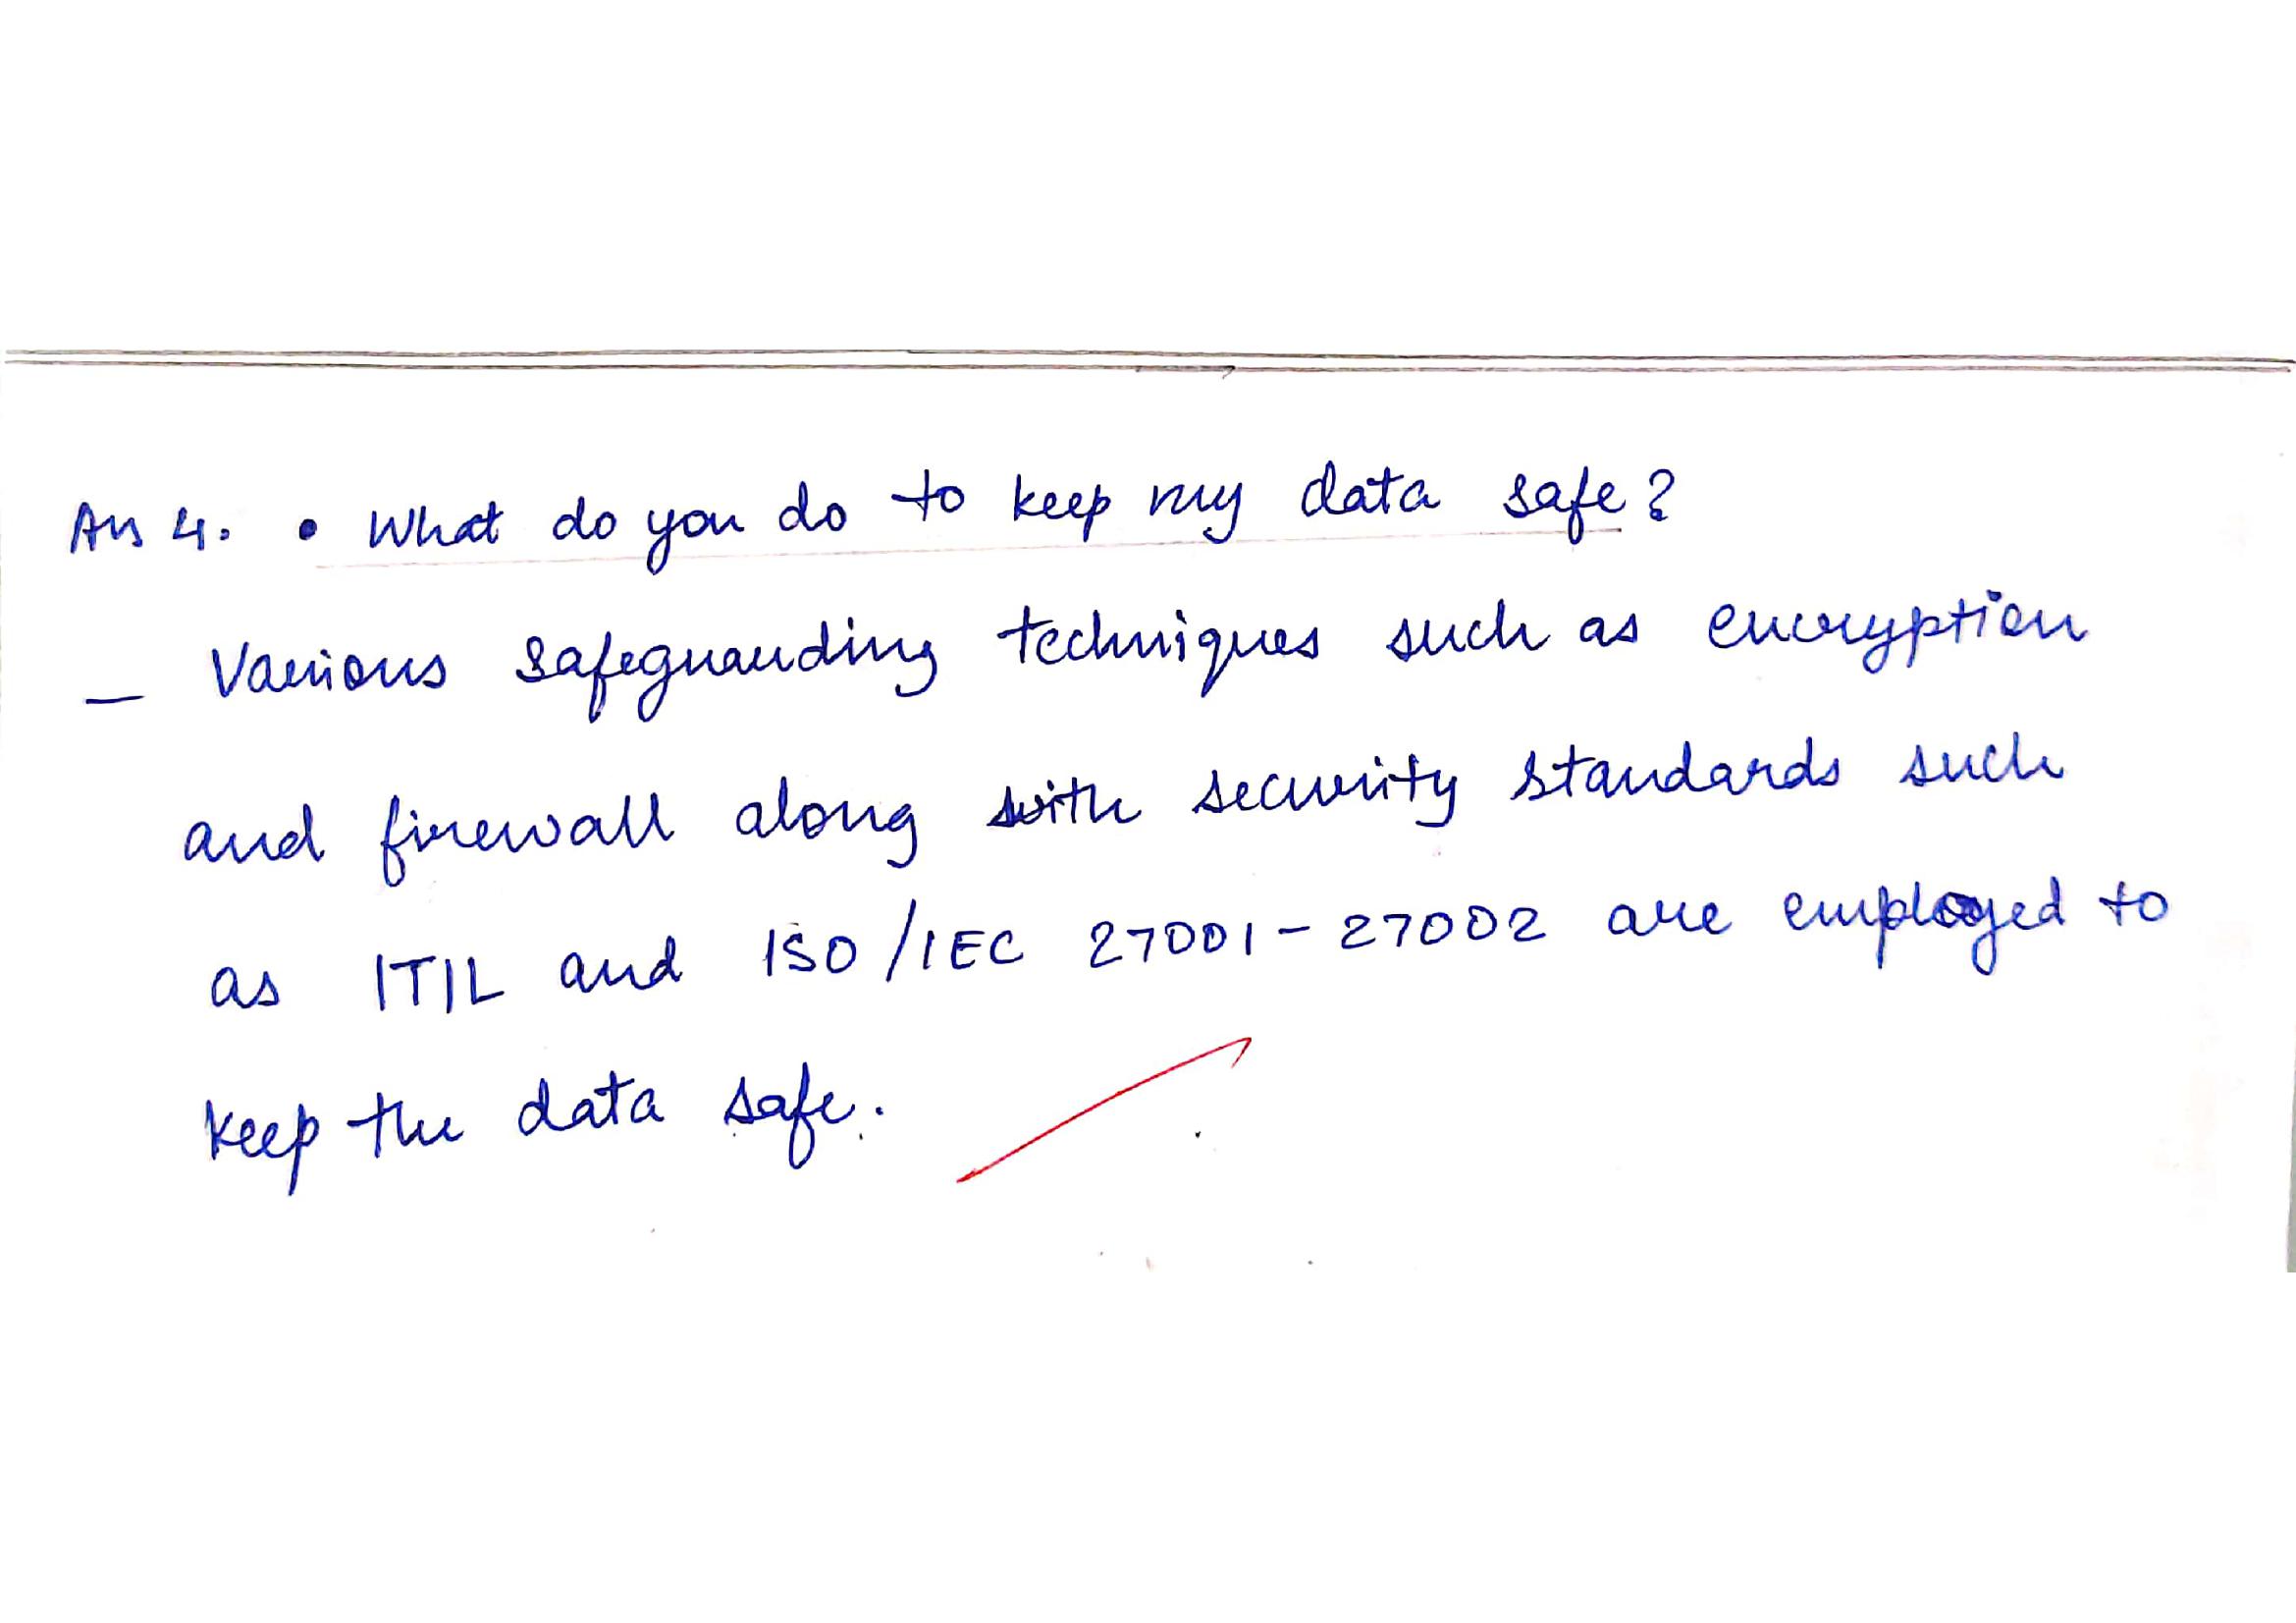 Ans 4. • What do you do to keep my data safe?
– Various safeguarding techniques such as encryption
and firewall along with security standards such
as ITIL and ISO/IEC 27001-27002 are employed to
keep the data safe.